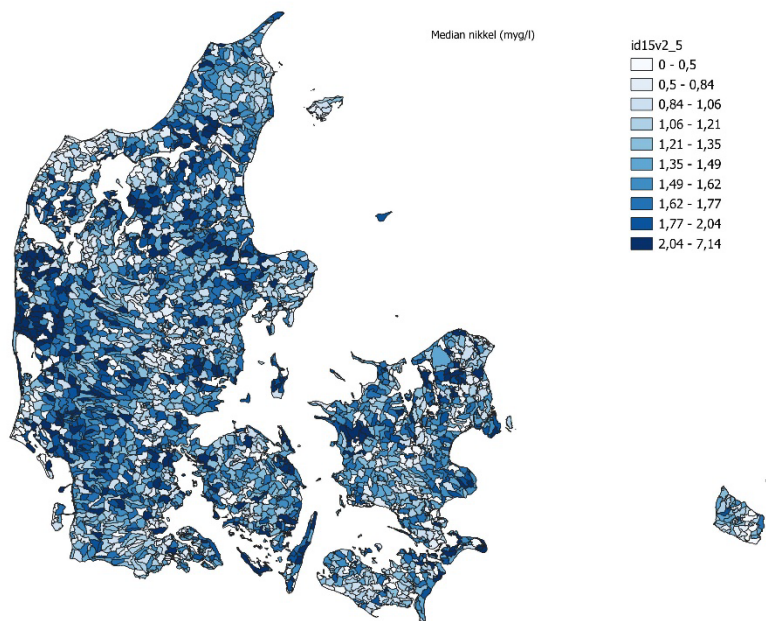 Median nikkel (myg/l)
id15v2_5
0 - 0,5
0,5 - 0,84
0,84 - 1,06
1,06 - 1,21
1,21 - 1,35
1,35 - 1,49
1,49 - 1,62
1,62 - 1,77
1,77 - 2,04
2,04 - 7,14